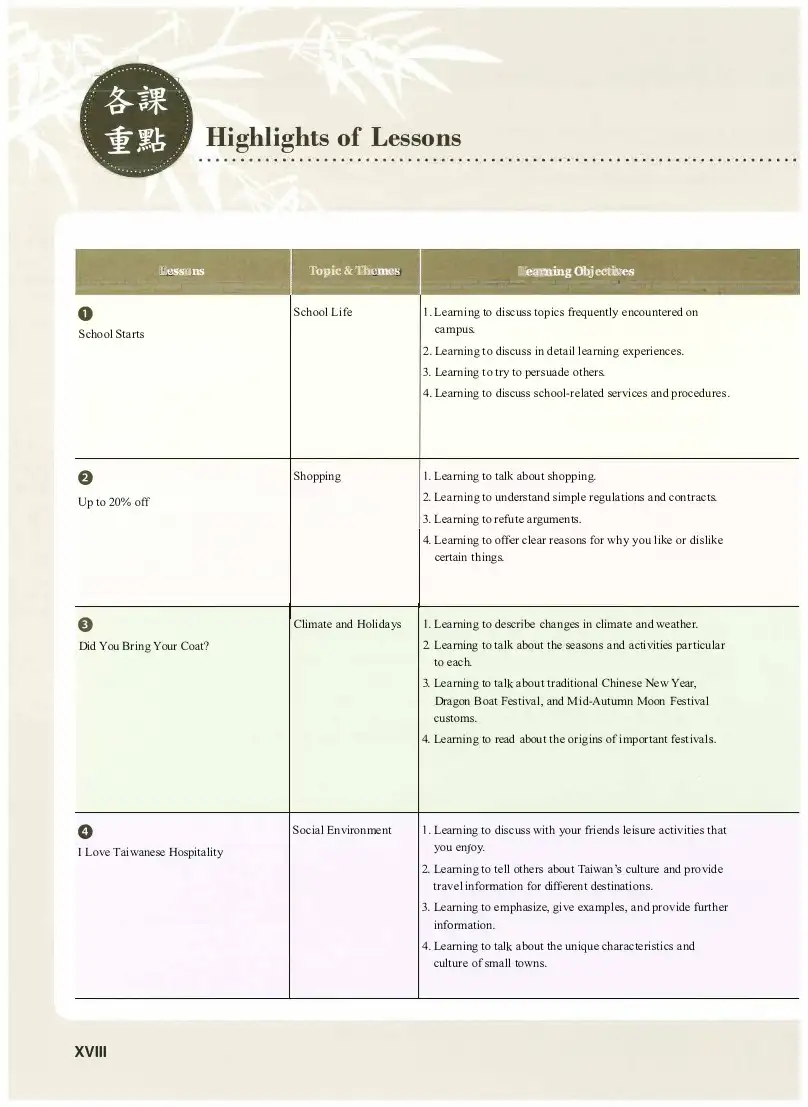 各課
重點
Highlights of Lessons
Lessons
Topic & Themes
Learning Objectives
1
School Starts
School Life
1. Learning to discuss topics frequently encountered on
campus.
2. Learning to discuss in detail learning experiences.
3. Learning to try to persuade others.
4. Learning to discuss school-related services and procedures.
2
Up to 20% off
Shopping
1. Learning to talk about shopping.
2. Learning to understand simple regulations and contracts.
3. Learning to refute arguments.
4. Learning to offer clear reasons for why you like or dislike
certain things.
3
Did You Bring Your Coat?
Climate and Holidays
1. Learning to describe changes in climate and weather.
2. Learning to talk about the seasons and activities particular
to each.
3. Learning to talk about traditional Chinese New Year,
Dragon Boat Festival, and Mid-Autumn Moon Festival
customs.
4. Learning to read about the origins of important festivals.
4
I Love Taiwanese Hospitality
Social Environment
1. Learning to discuss with your friends leisure activities that
you enjoy.
2. Learning to tell others about Taiwan's culture and provide
travel information for different destinations.
3. Learning to emphasize, give examples, and provide further
information.
4. Learning to talk about the unique characteristics and
culture of small towns.
XVIII